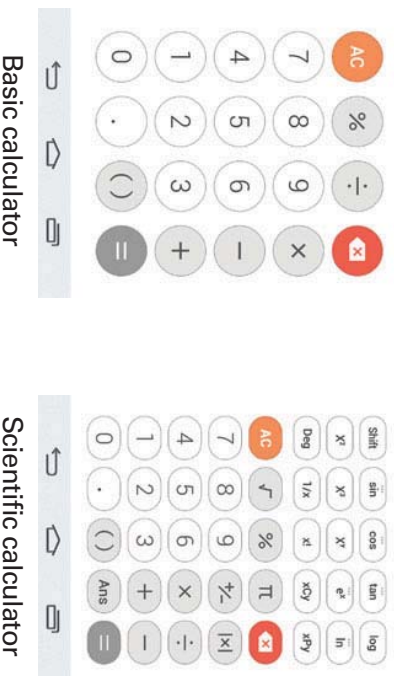 AC % ÷ ×
7 8 9 ×
4 5 6 −
1 2 3 +
0 . ( ) =
Basic calculator
Shift sin cos tan log
X² X³ Xʸ eˣ ln
Deg 1/x x! xCy xPy
AC √ % π ×
7 8 9 +/− |x|
4 5 6 × ÷
1 2 3 + −
0 . ( ) Ans =
Scientific calculator